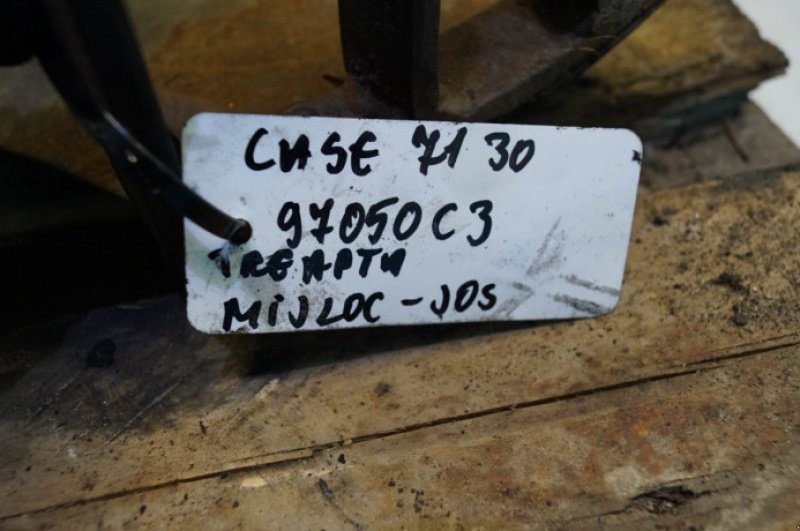 CASE 7130
97050C3
TREAPTA
MIJLOC - JOS